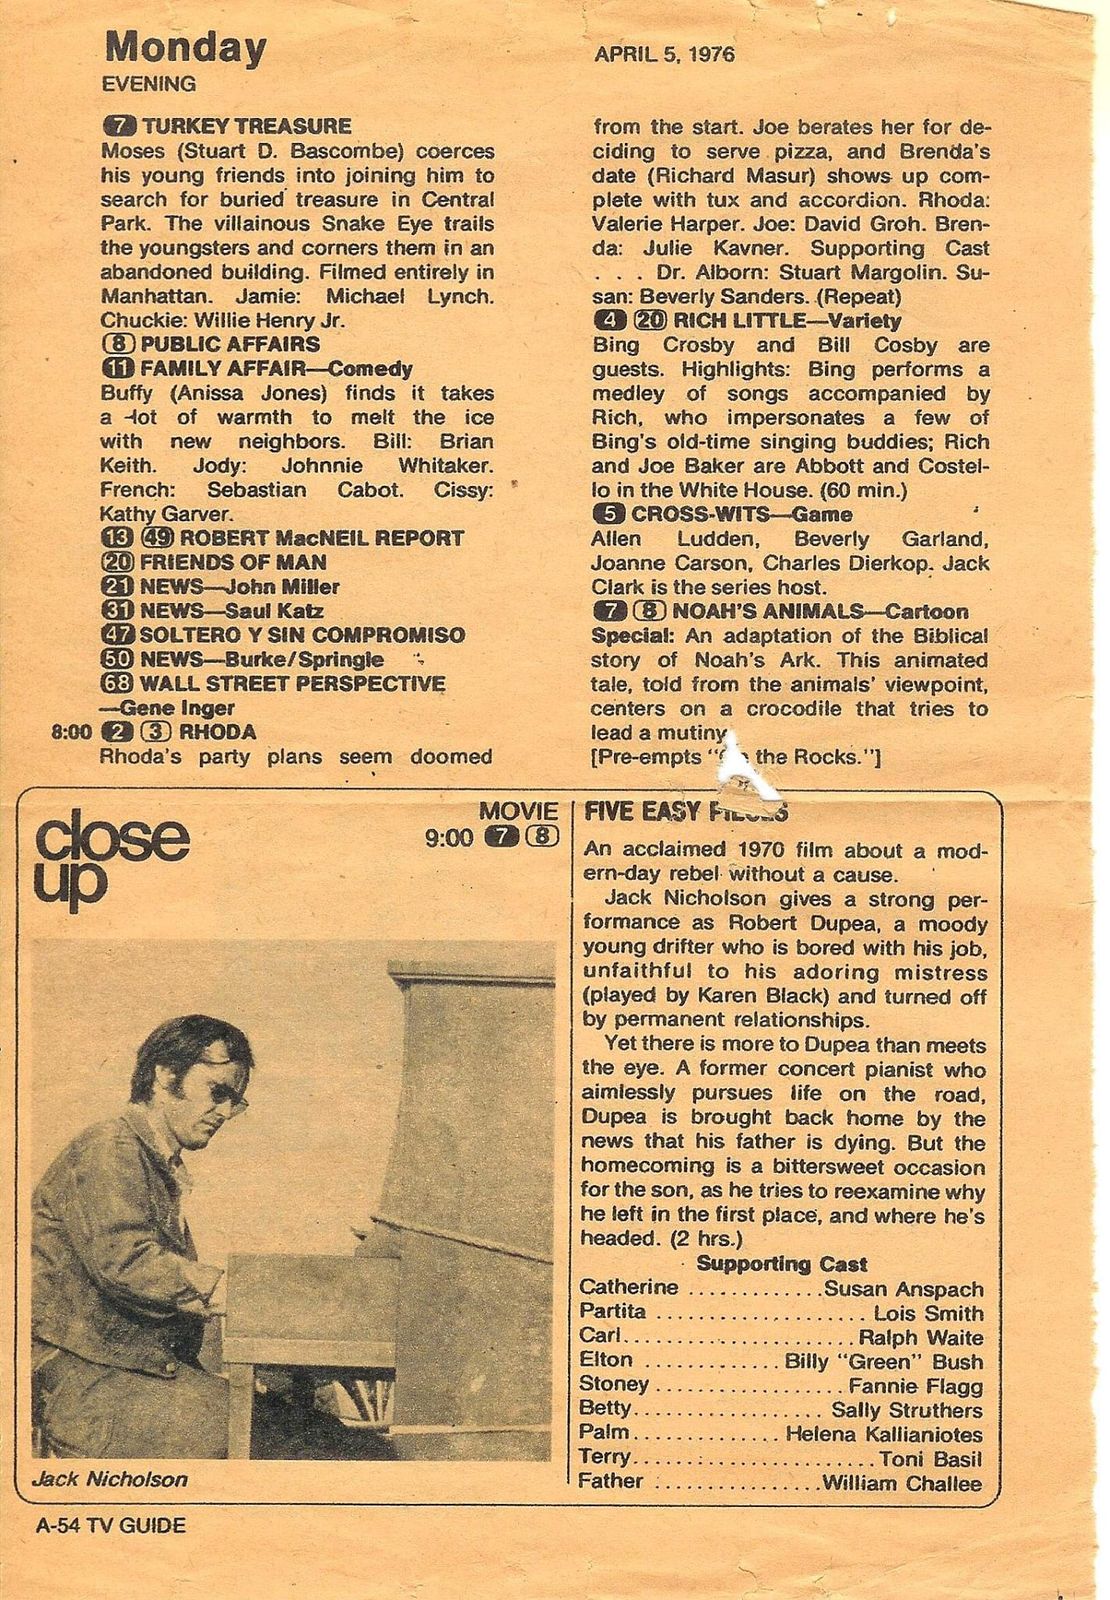 Monday
EVENING
APRIL 5, 1976
7 TURKEY TREASURE
Moses (Stuart D. Bascombe) coerces
his young friends into joining him to
search for buried treasure in Central
Park. The villainous Snake Eye trails
the youngsters and corners them in an
abandoned building. Filmed entirely in
Manhattan. Jamie: Michael Lynch.
Chuckie: Willie Henry Jr.
8 PUBLIC AFFAIRS
11 FAMILY AFFAIR—Comedy
Buffy (Anissa Jones) finds it takes
a lot of warmth to melt the ice
with new neighbors. Bill: Brian
Keith. Jody: Johnnie Whitaker.
French: Sebastian Cabot. Cissy:
Kathy Garver.
13 49 ROBERT MacNEIL REPORT
20 FRIENDS OF MAN
21 NEWS—John Miller
31 NEWS—Saul Katz
47 SOLTERO Y SIN COMPROMISO
50 NEWS—Burke/Springle
68 WALL STREET PERSPECTIVE
—Gene Inger
8:00 2 3 RHODA
Rhoda's party plans seem doomed
from the start. Joe berates her for de-
ciding to serve pizza, and Brenda's
date (Richard Masur) shows up com-
plete with tux and accordion. Rhoda:
Valerie Harper. Joe: David Groh. Bren-
da: Julie Kavner. Supporting Cast
. . . Dr. Alborn: Stuart Margolin. Su-
san: Beverly Sanders. (Repeat)
4 20 RICH LITTLE—Variety
Bing Crosby and Bill Cosby are
guests. Highlights: Bing performs a
medley of songs accompanied by
Rich, who impersonates a few of
Bing's old-time singing buddies; Rich
and Joe Baker are Abbott and Costel-
lo in the White House. (60 min.)
5 CROSS-WITS—Game
Allen Ludden, Beverly Garland,
Joanne Carson, Charles Dierkop. Jack
Clark is the series host.
7 8 NOAH'S ANIMALS—Cartoon
Special: An adaptation of the Biblical
story of Noah's Ark. This animated
tale, told from the animals' viewpoint,
centers on a crocodile that tries to
lead a mutiny
[Pre-empts " the Rocks."]
close
up
MOVIE
9:00 7 8
FIVE EASY PIECES
An acclaimed 1970 film about a mod-
ern-day rebel without a cause.
Jack Nicholson gives a strong per-
formance as Robert Dupea, a moody
young drifter who is bored with his job,
unfaithful to his adoring mistress
(played by Karen Black) and turned off
by permanent relationships.
Yet there is more to Dupea than meets
the eye. A former concert pianist who
aimlessly pursues life on the road,
Dupea is brought back home by the
news that his father is dying. But the
homecoming is a bittersweet occasion
for the son, as he tries to reexamine why
he left in the first place, and where he's
headed. (2 hrs.)
Supporting Cast
Catherine .............Susan Anspach
Partita .................... Lois Smith
Carl......................Ralph Waite
Elton .............Billy "Green" Bush
Stoney ..................Fannie Flagg
Betty.................. Sally Struthers
Palm..............Helena Kallianiotes
Terry........................Toni Basil
Father ................William Challee
Jack Nicholson
A-54 TV GUIDE